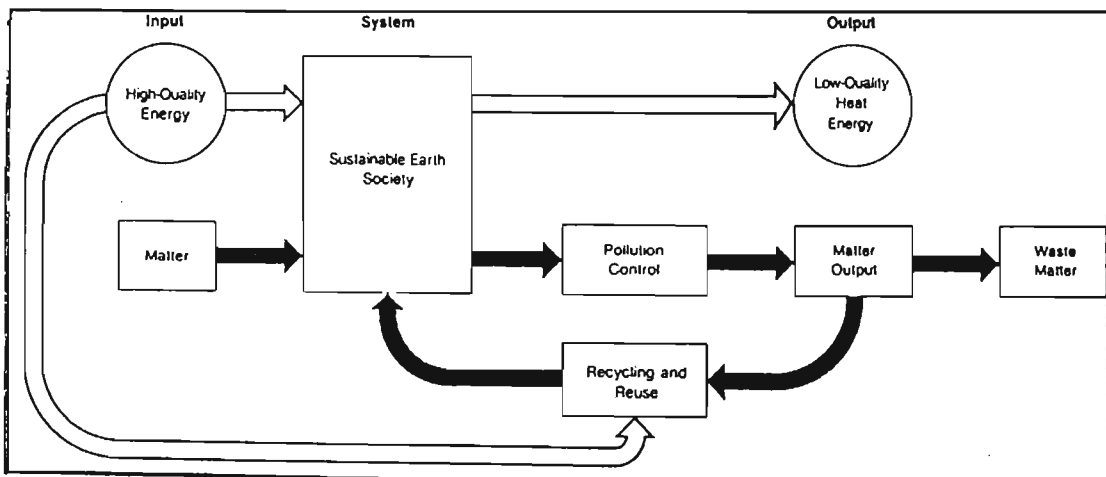 Input
System
Output
High-Quality
Energy
Low-Quality
Heat
Energy
Sustainable Earth
Society
Matter
Pollution
Control
Matter
Output
Waste
Matter
Recycling and
Reuse